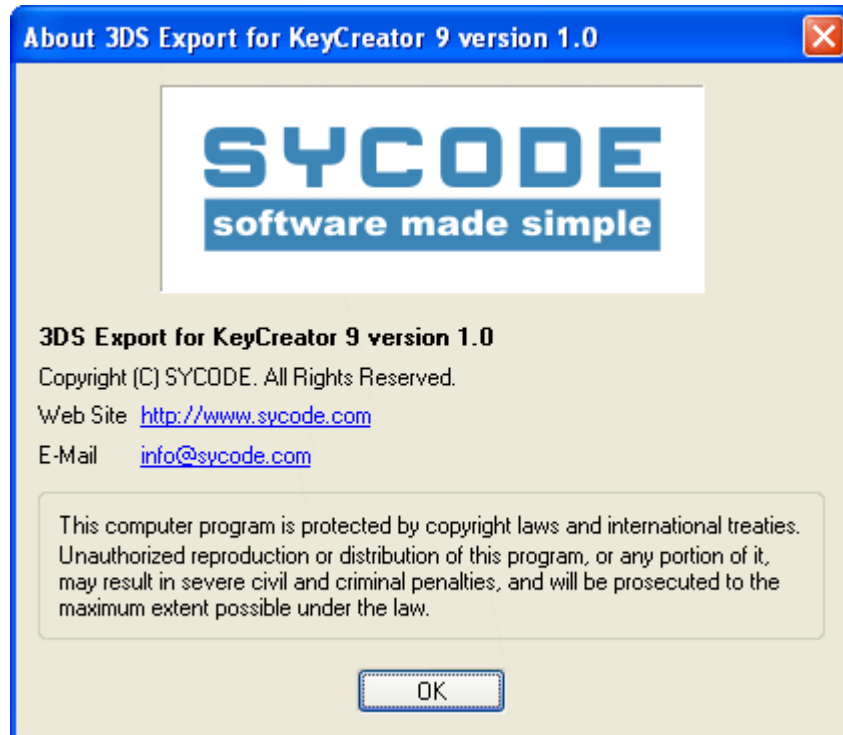 About 3DS Export for KeyCreator 9 version 1.0
SYCODE
software made simple
3DS Export for KeyCreator 9 version 1.0
Copyright (C) SYCODE. All Rights Reserved.
Web Site http://www.sycode.com
E-Mail info@sycode.com
This computer program is protected by copyright laws and international treaties.
Unauthorized reproduction or distribution of this program, or any portion of it,
may result in severe civil and criminal penalties, and will be prosecuted to the
maximum extent possible under the law.
OK